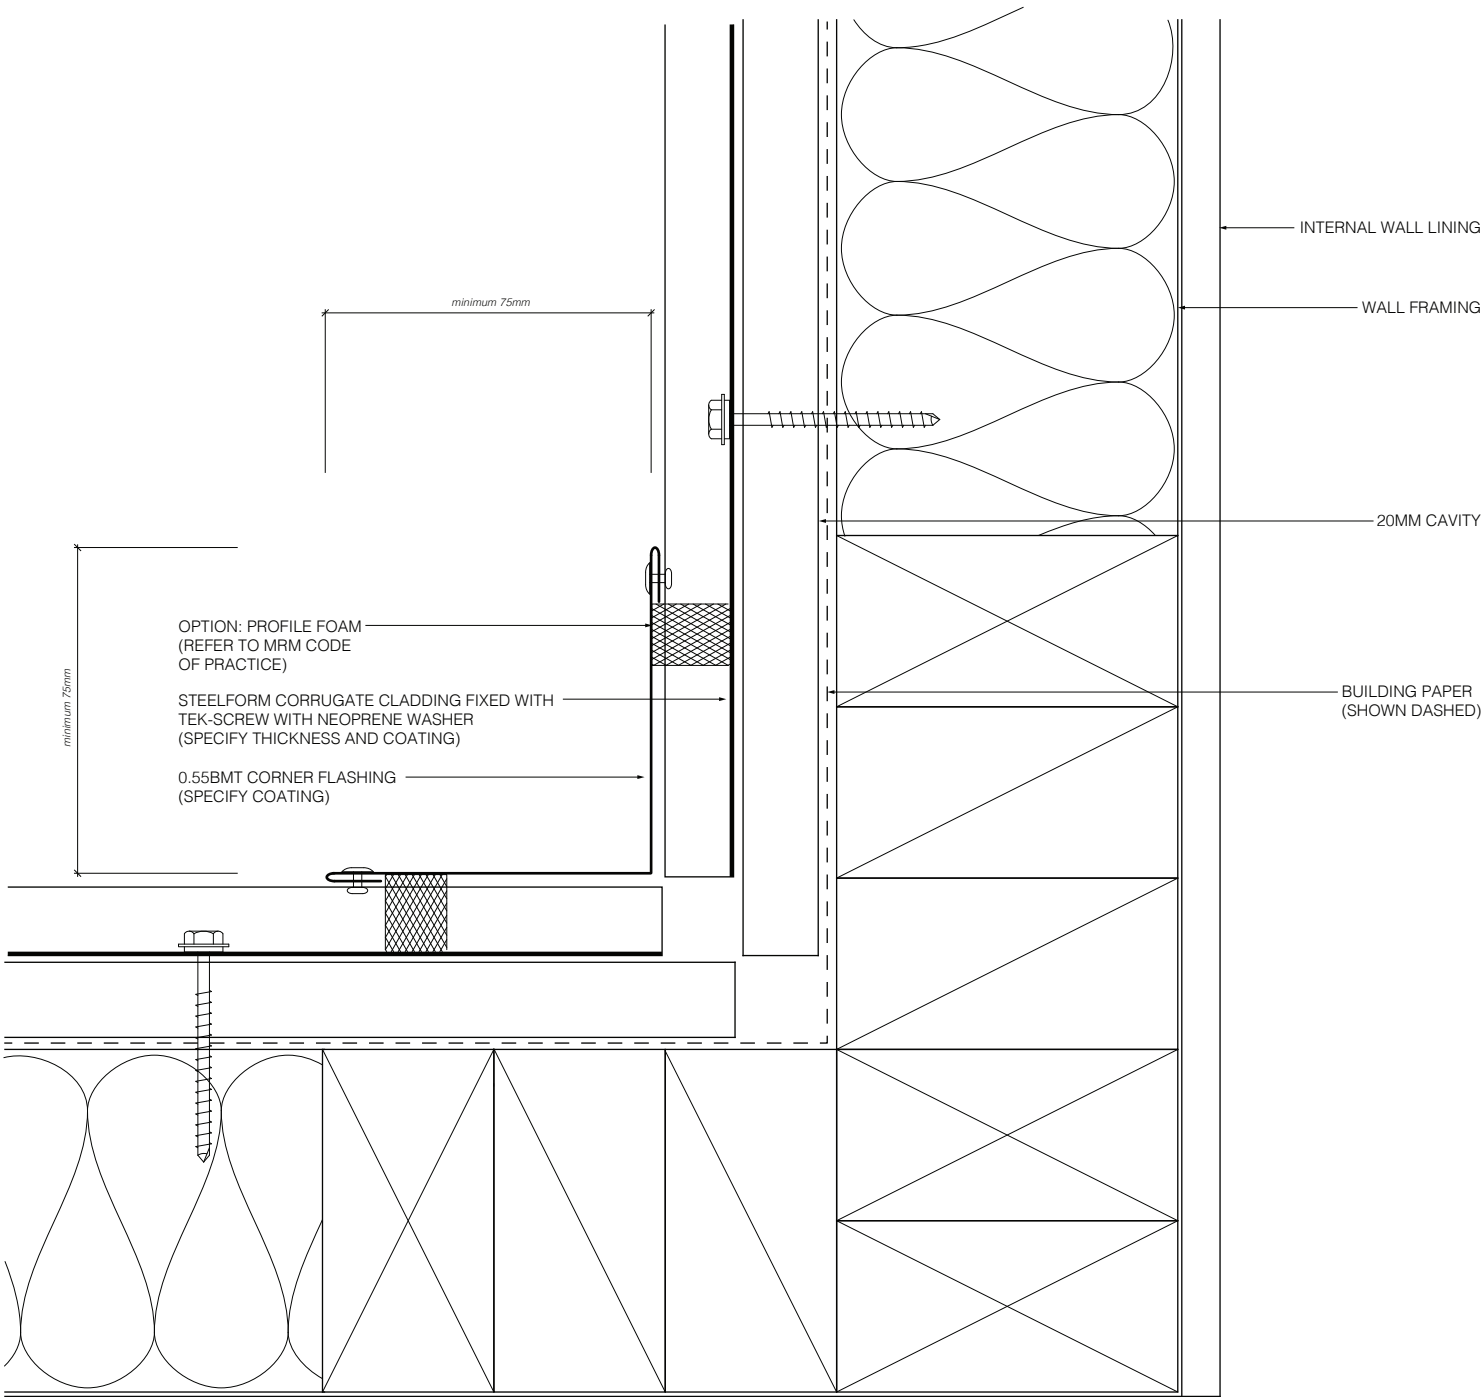 INTERNAL WALL LINING
minimum 75mm
WALL FRAMING
20MM CAVITY
OPTION: PROFILE FOAM
(REFER TO MRM CODE
OF PRACTICE)
minimum 75mm
STEELFORM CORRUGATE CLADDING FIXED WITH
TEK-SCREW WITH NEOPRENE WASHER
(SPECIFY THICKNESS AND COATING)
BUILDING PAPER
(SHOWN DASHED)
0.55BMT CORNER FLASHING
(SPECIFY COATING)